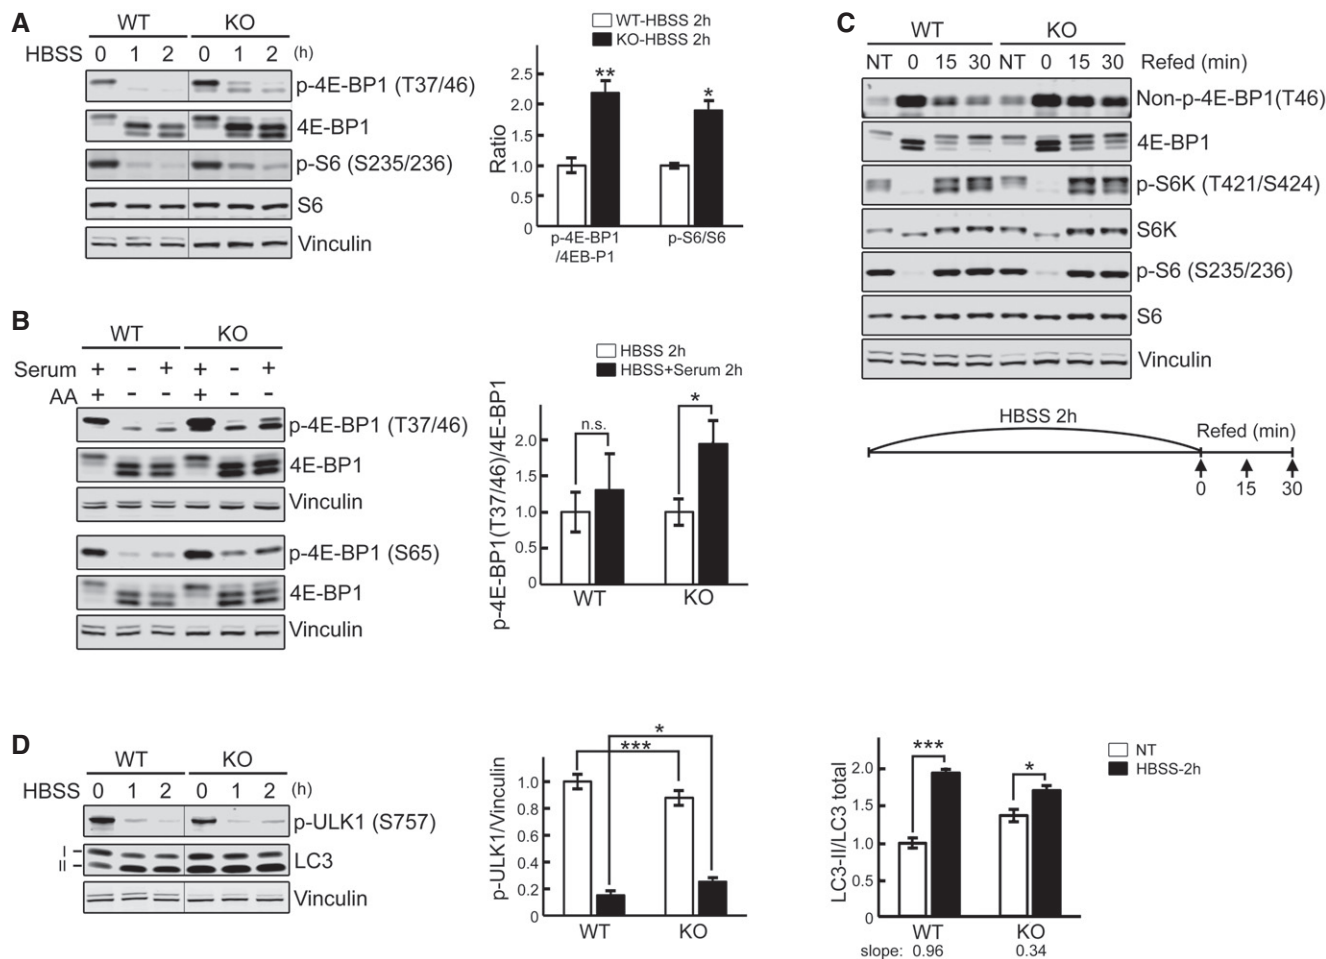 A
WT KO
HBSS 0 1 2 0 1 2 (h)
p-4E-BP1 (T37/46)
4E-BP1
p-S6 (S235/236)
S6
Vinculin
WT-HBSS 2h
KO-HBSS 2h
Ratio
2.5
2.0
1.5
1.0
0.5
0
** *
p-4E-BP1
/4EB-P1
p-S6/S6
B
WT KO
Serum + - + + - +
AA + - - + - -
p-4E-BP1 (T37/46)
4E-BP1
Vinculin
p-4E-BP1 (S65)
4E-BP1
Vinculin
HBSS 2h
HBSS+Serum 2h
p-4E-BP1(T37/46)/4E-BP1
2.0
1.5
1.0
0.5
0
n.s. *
WT KO
C
WT KO
NT 0 15 30 NT 0 15 30 Refed (min)
Non-p-4E-BP1(T46)
4E-BP1
p-S6K (T421/S424)
S6K
p-S6 (S235/236)
S6
Vinculin
HBSS 2h
Refed (min)
0 15 30
D
WT KO
HBSS 0 1 2 0 1 2 (h)
p-ULK1 (S757)
I
II
LC3
Vinculin
p-ULK1/Vinculin
1.0
0.8
0.6
0.4
0.2
0
*
***
WT KO
NT
HBSS-2h
LC3-II/LC3 total
2.0
1.5
1.0
0.5
0
*** *
WT KO
slope: 0.96 0.34